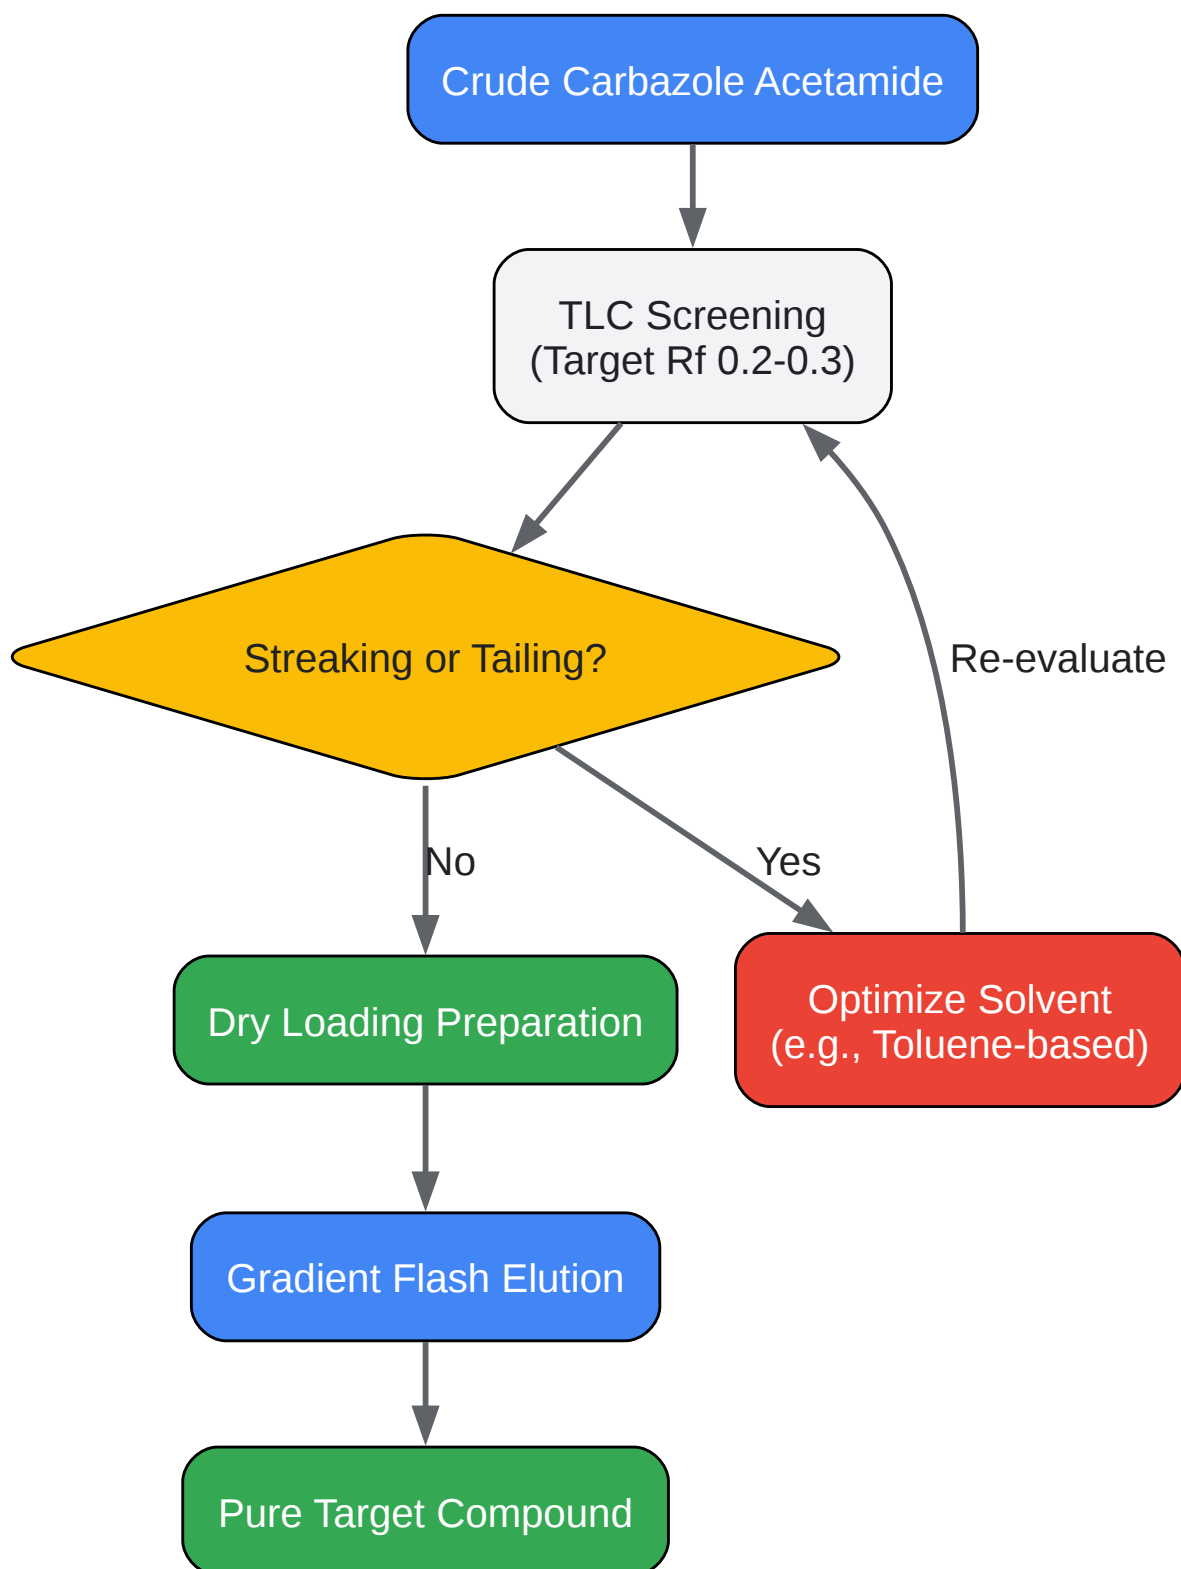 Crude Carbazole Acetamide
TLC Screening
(Target Rf 0.2-0.3)
Streaking or Tailing?
Re-evaluate
No
Yes
Dry Loading Preparation
Optimize Solvent
(e.g., Toluene-based)
Gradient Flash Elution
Pure Target Compound